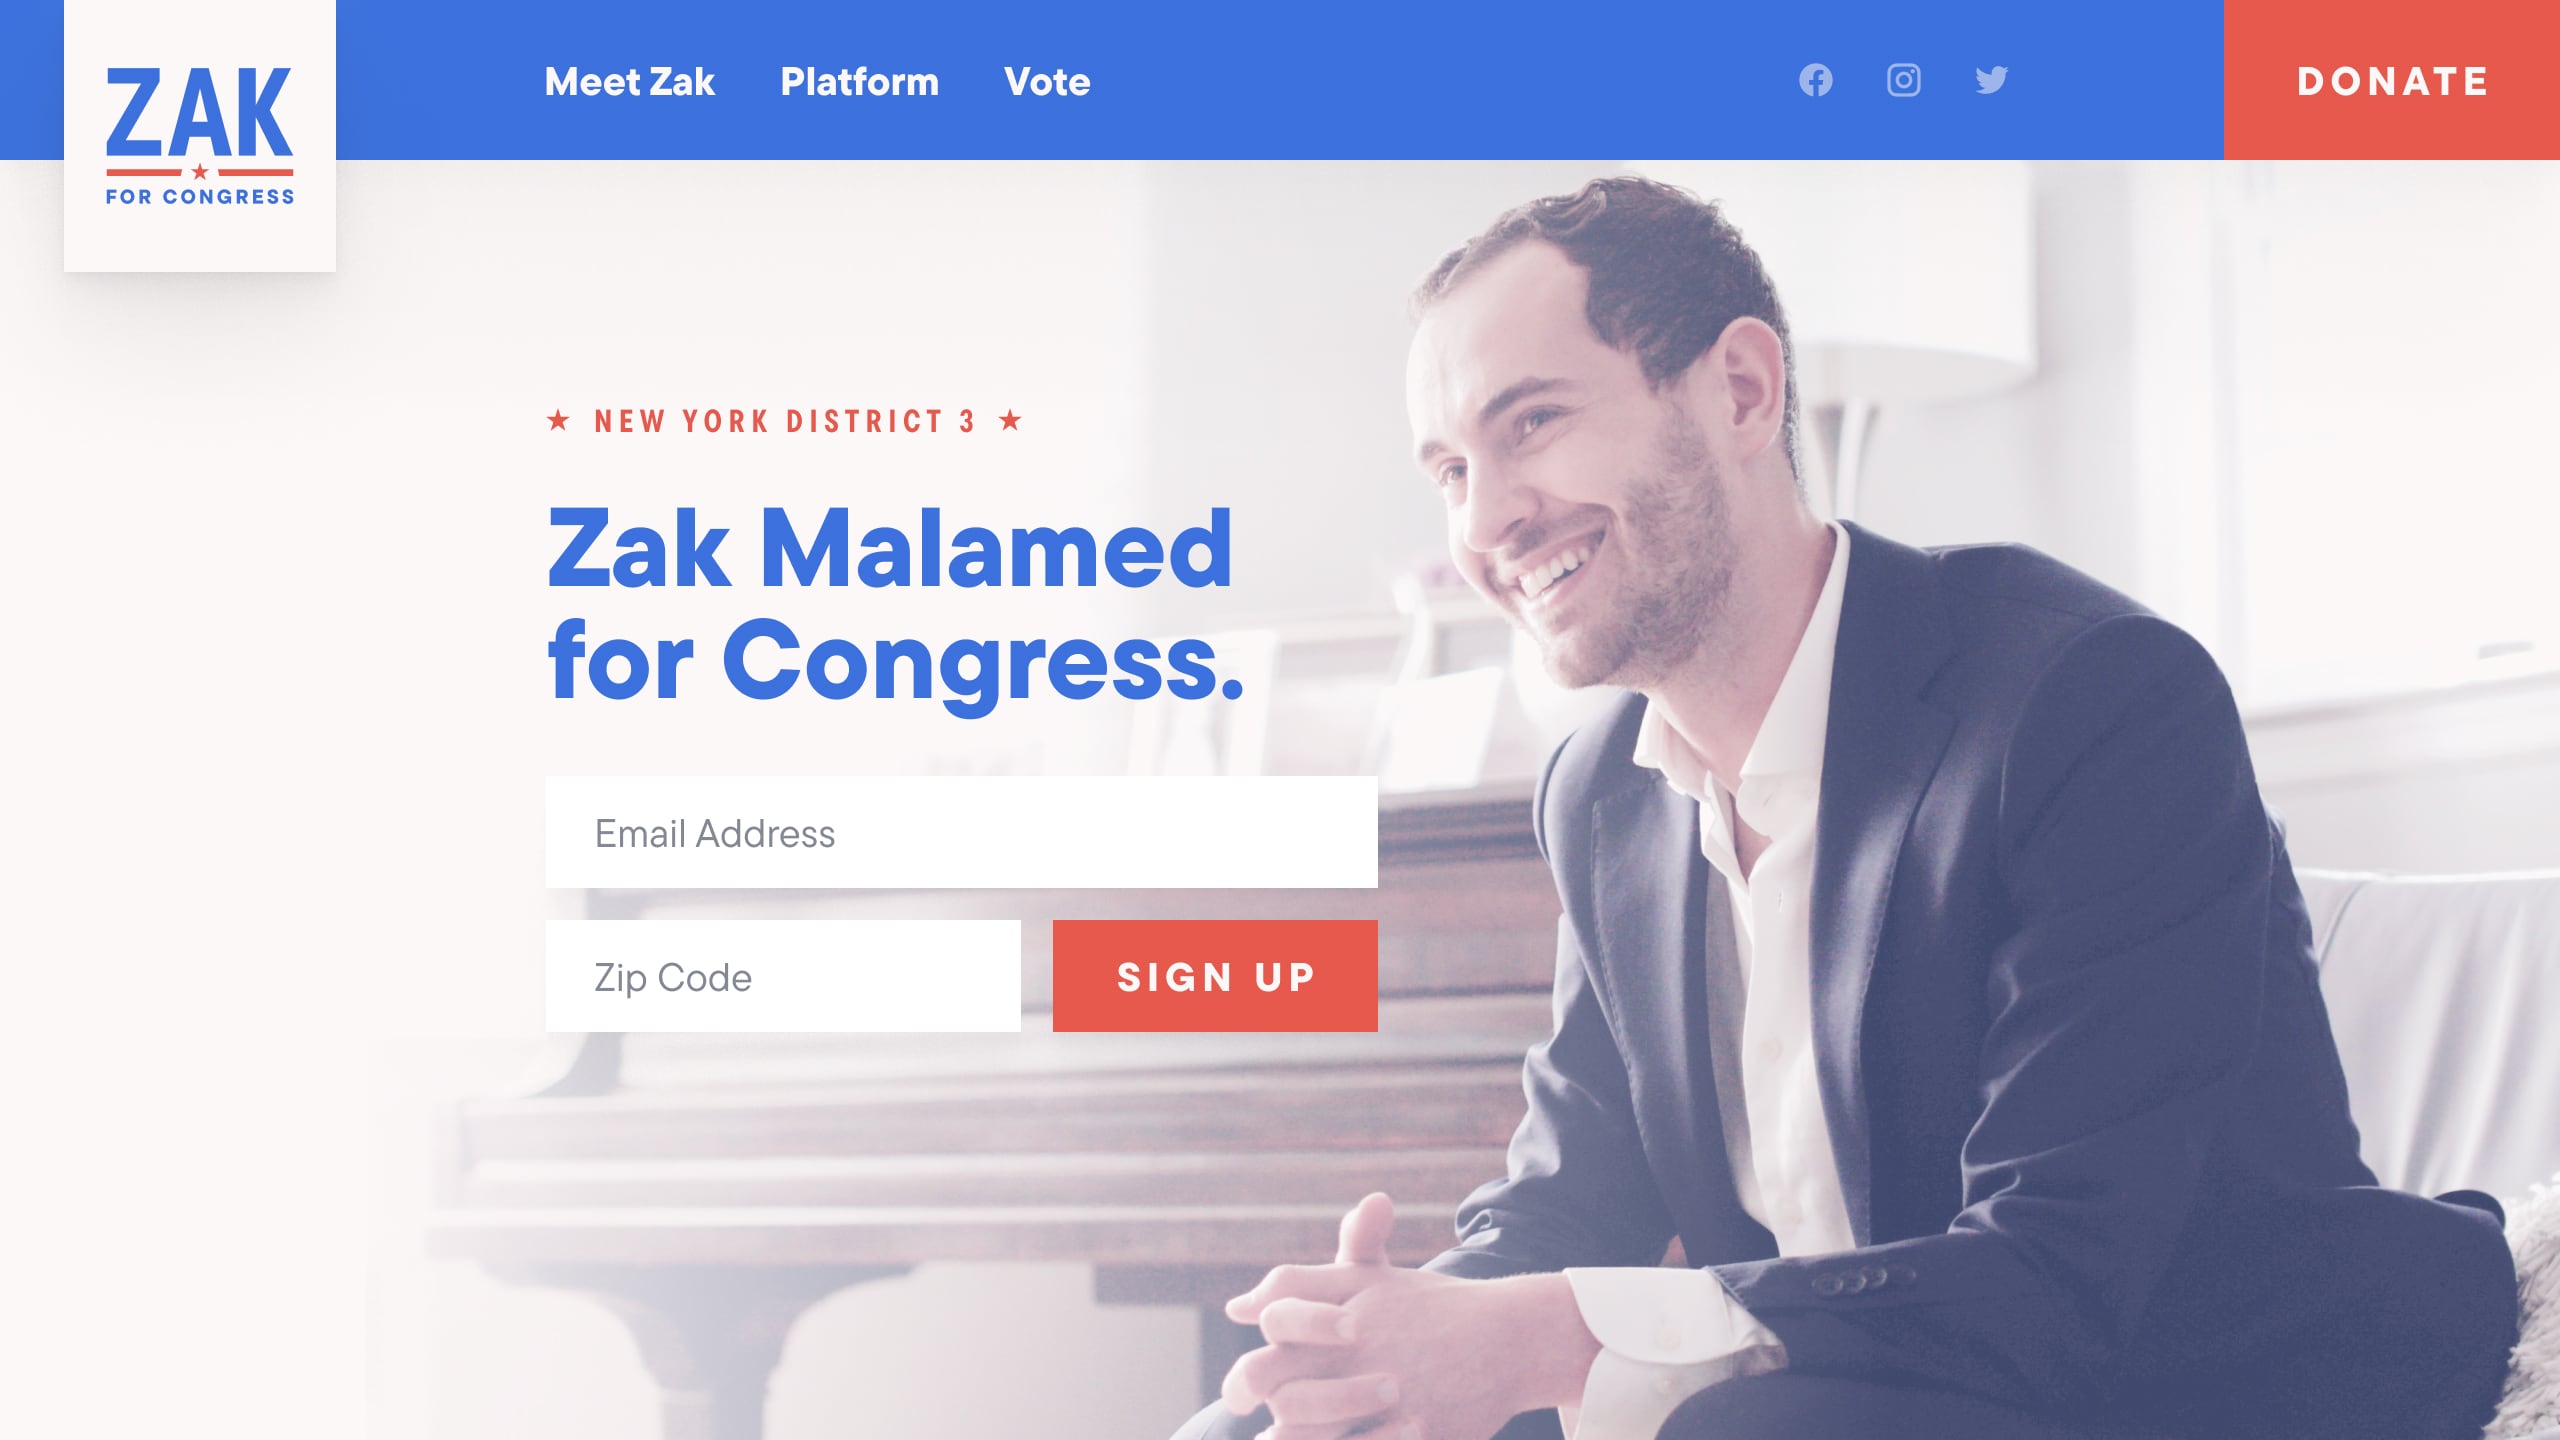 ZAK
FOR CONGRESS
Meet Zak
Platform
Vote
DONATE
★ NEW YORK DISTRICT 3 ★
Zak Malamed
for Congress.
Email Address
Zip Code
SIGN UP